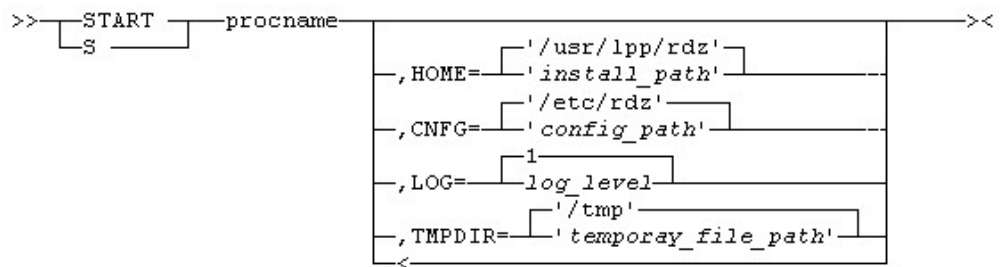 >>START procname><
S
'/usr/lpp/rdz'
,HOME='install_path'
'/etc/rdz'
,CNFG='config_path'
1
,LOG=log_level
'/tmp'
,TMPDIR='temporay_file_path'
<